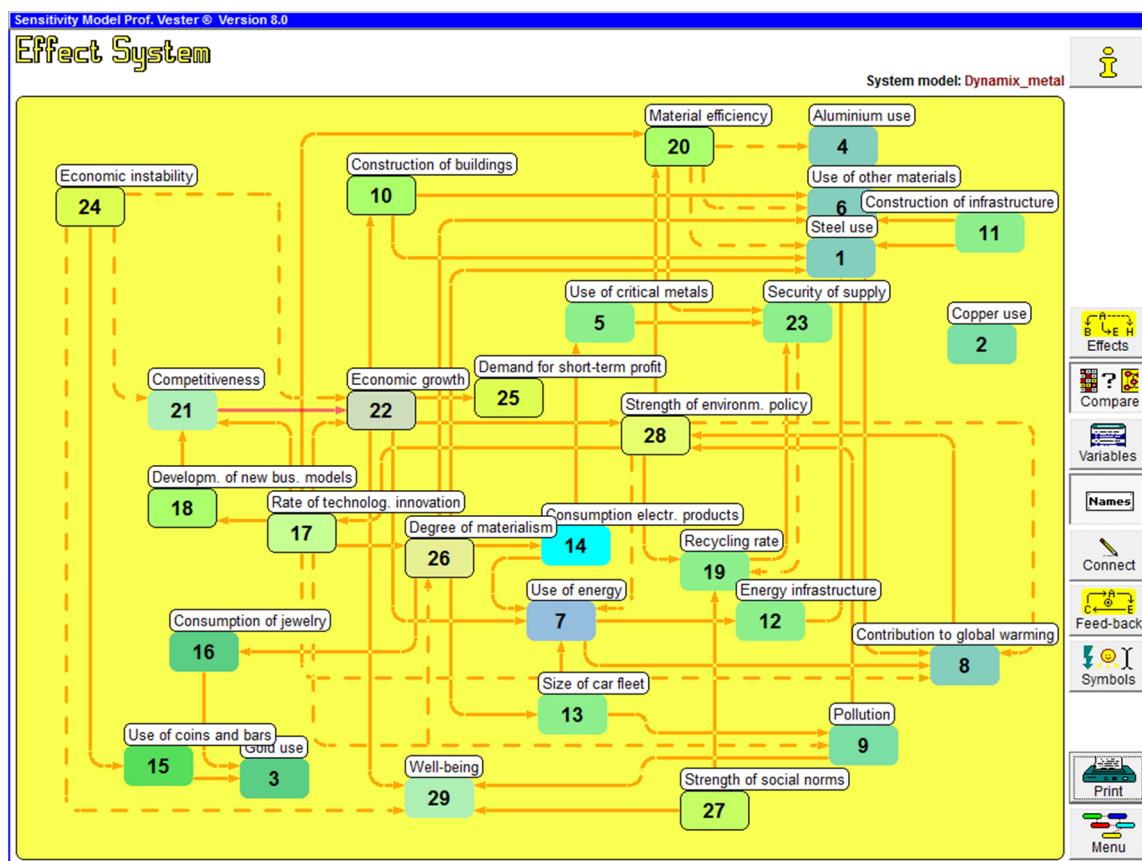 Sensitivity Model Prof. Vester ® Version 8.0
Effect System
System model: Dynamix_metal
Material efficiency
20
Aluminium use
4
Construction of buildings
10
Economic instability
24
Use of other materials
6
Construction of infrastructure
11
Steel use
1
Use of critical metals
5
Security of supply
23
Copper use
2
Competitiveness
21
Economic growth
22
Demand for short-term profit
25
Strength of environm. policy
28
Developm. of new bus. models
18
Rate of technolog. innovation
17
Degree of materialism
26
Consumption electr. products
14
Recycling rate
19
Use of energy
7
Energy infrastructure
12
Consumption of jewelry
16
Contribution to global warming
8
Size of car fleet
13
Pollution
9
Use of coins and bars
15
Gold use
3
Well-being
29
Strength of social norms
27
i
A
B E H
Effects
?
Compare
Variables
Names
Connect
A
C E
Feed-back
Symbols
Print
Menu